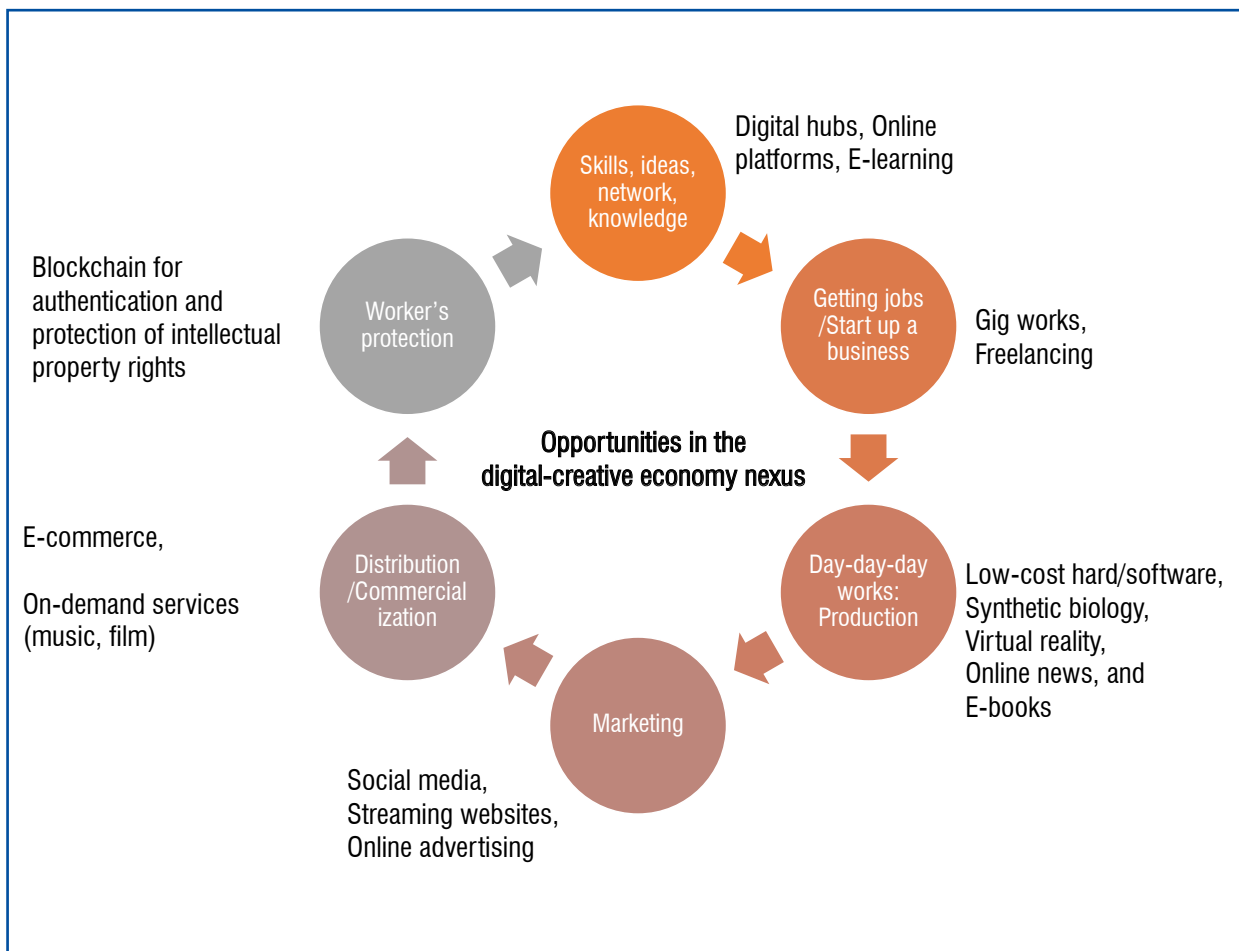 Skills, ideas,
network,
knowledge
Digital hubs, Online
platforms, E-learning
Getting jobs
/Start up a
business
Gig works,
Freelancing
Day-day-day
works:
Production
Low-cost hard/software,
Synthetic biology,
Virtual reality,
Online news, and
E-books
Marketing
Social media,
Streaming websites,
Online advertising
Distribution
/Commercial
ization
E-commerce,
On-demand services
(music, film)
Worker’s
protection
Blockchain for
authentication and
protection of intellectual
property rights
Opportunities in the
digital-creative economy nexus